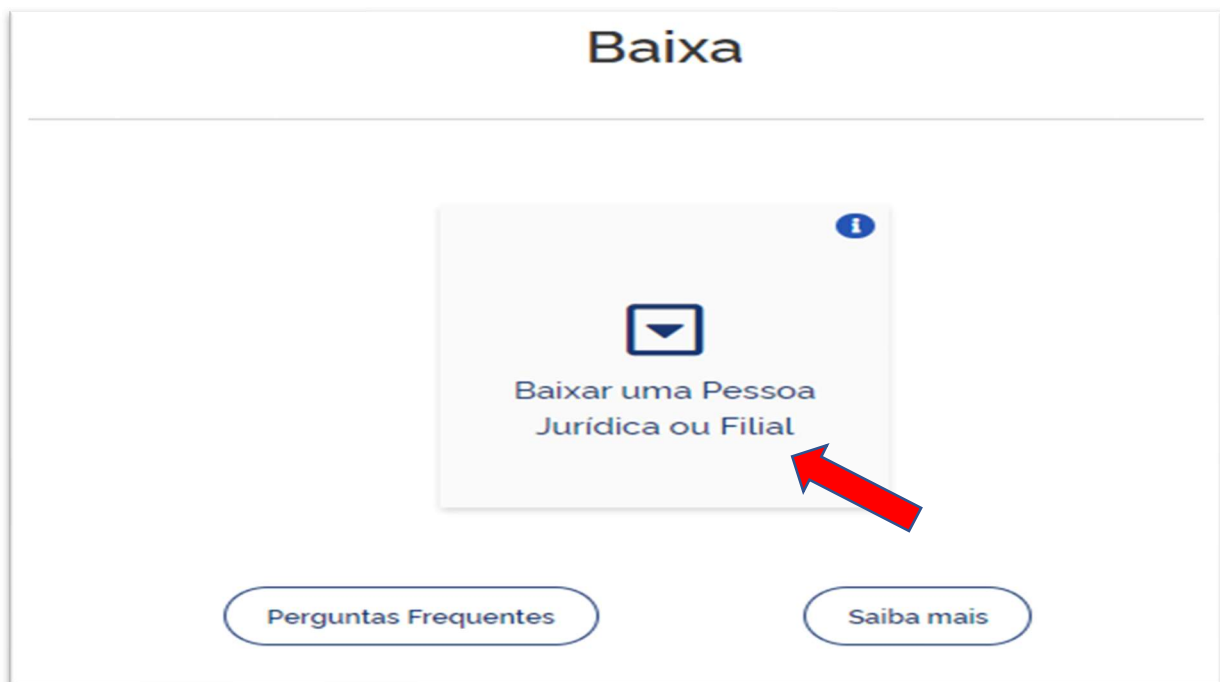 Baixa
Baixar uma Pessoa
Jurídica ou Filial
Perguntas Frequentes
Saiba mais